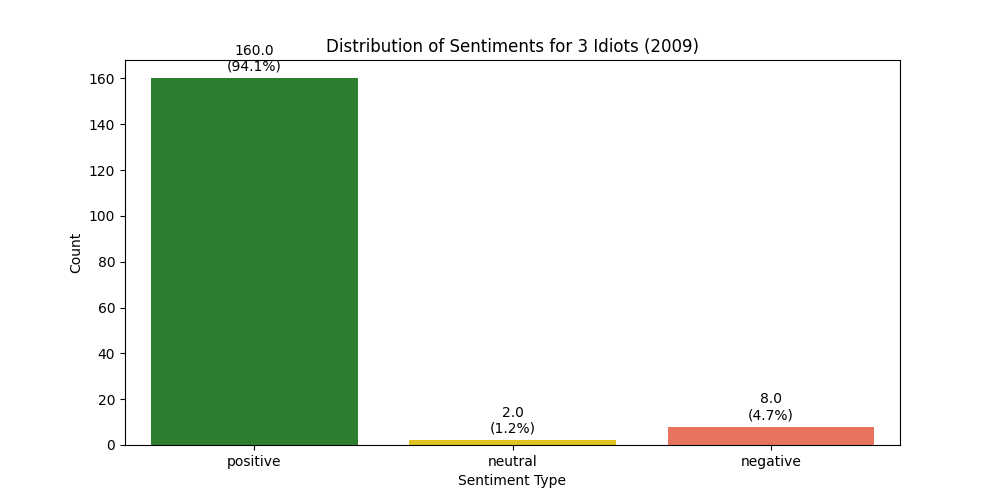 Distribution of Sentiments for 3 Idiots (2009)
160.0
(94.1%)
2.0
(1.2%)
8.0
(4.7%)
160
140
120
100
80
60
40
20
0
Count
positive
neutral
negative
Sentiment Type